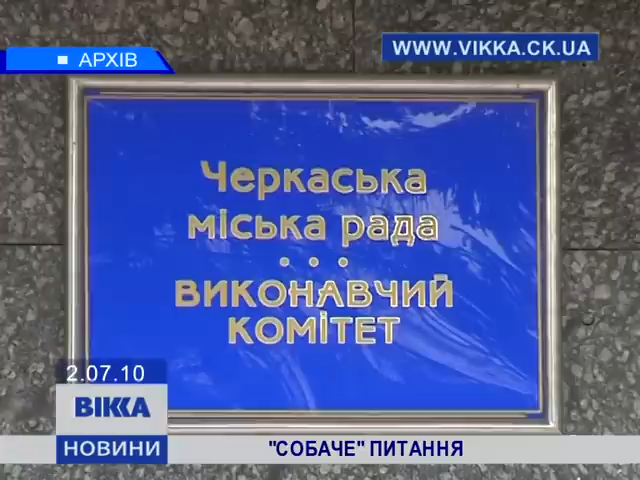 АРХІВ
WWW.VIKKA.CK.UA
Черкаська
міська рада
• • •
ВИКОНАВЧИЙ
КОМІТЕТ
2.07.10
ВІККА
НОВИНИ
"СОБАЧЕ" ПИТАННЯ